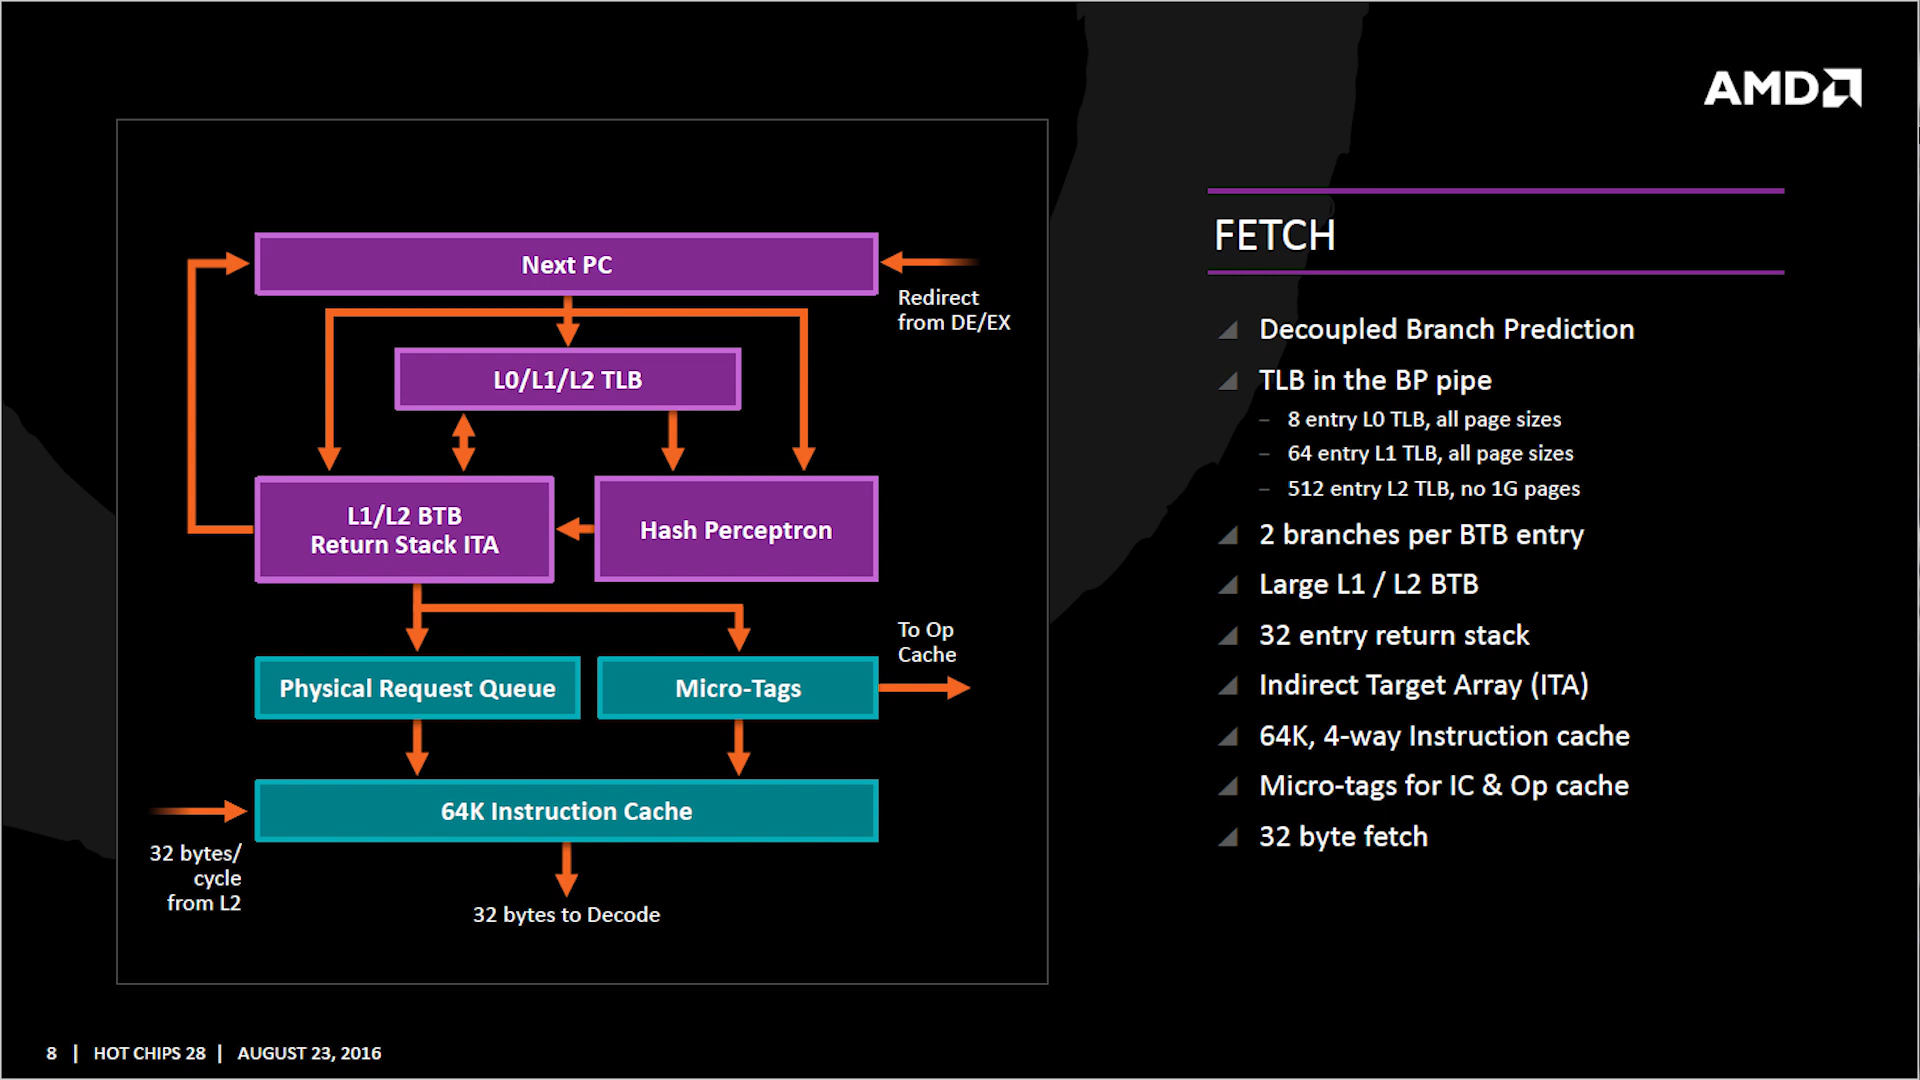 AMD
Next PC
Redirect
from DE/EX
L0/L1/L2 TLB
L1/L2 BTB
Return Stack ITA
Hash Perceptron
To Op
Cache
Physical Request Queue
Micro-Tags
64K Instruction Cache
32 bytes/
cycle
from L2
32 bytes to Decode
FETCH
Decoupled Branch Prediction
TLB in the BP pipe
– 8 entry L0 TLB, all page sizes
– 64 entry L1 TLB, all page sizes
– 512 entry L2 TLB, no 1G pages
2 branches per BTB entry
Large L1 / L2 BTB
32 entry return stack
Indirect Target Array (ITA)
64K, 4-way Instruction cache
Micro-tags for IC & Op cache
32 byte fetch
8 | HOT CHIPS 28 | AUGUST 23, 2016